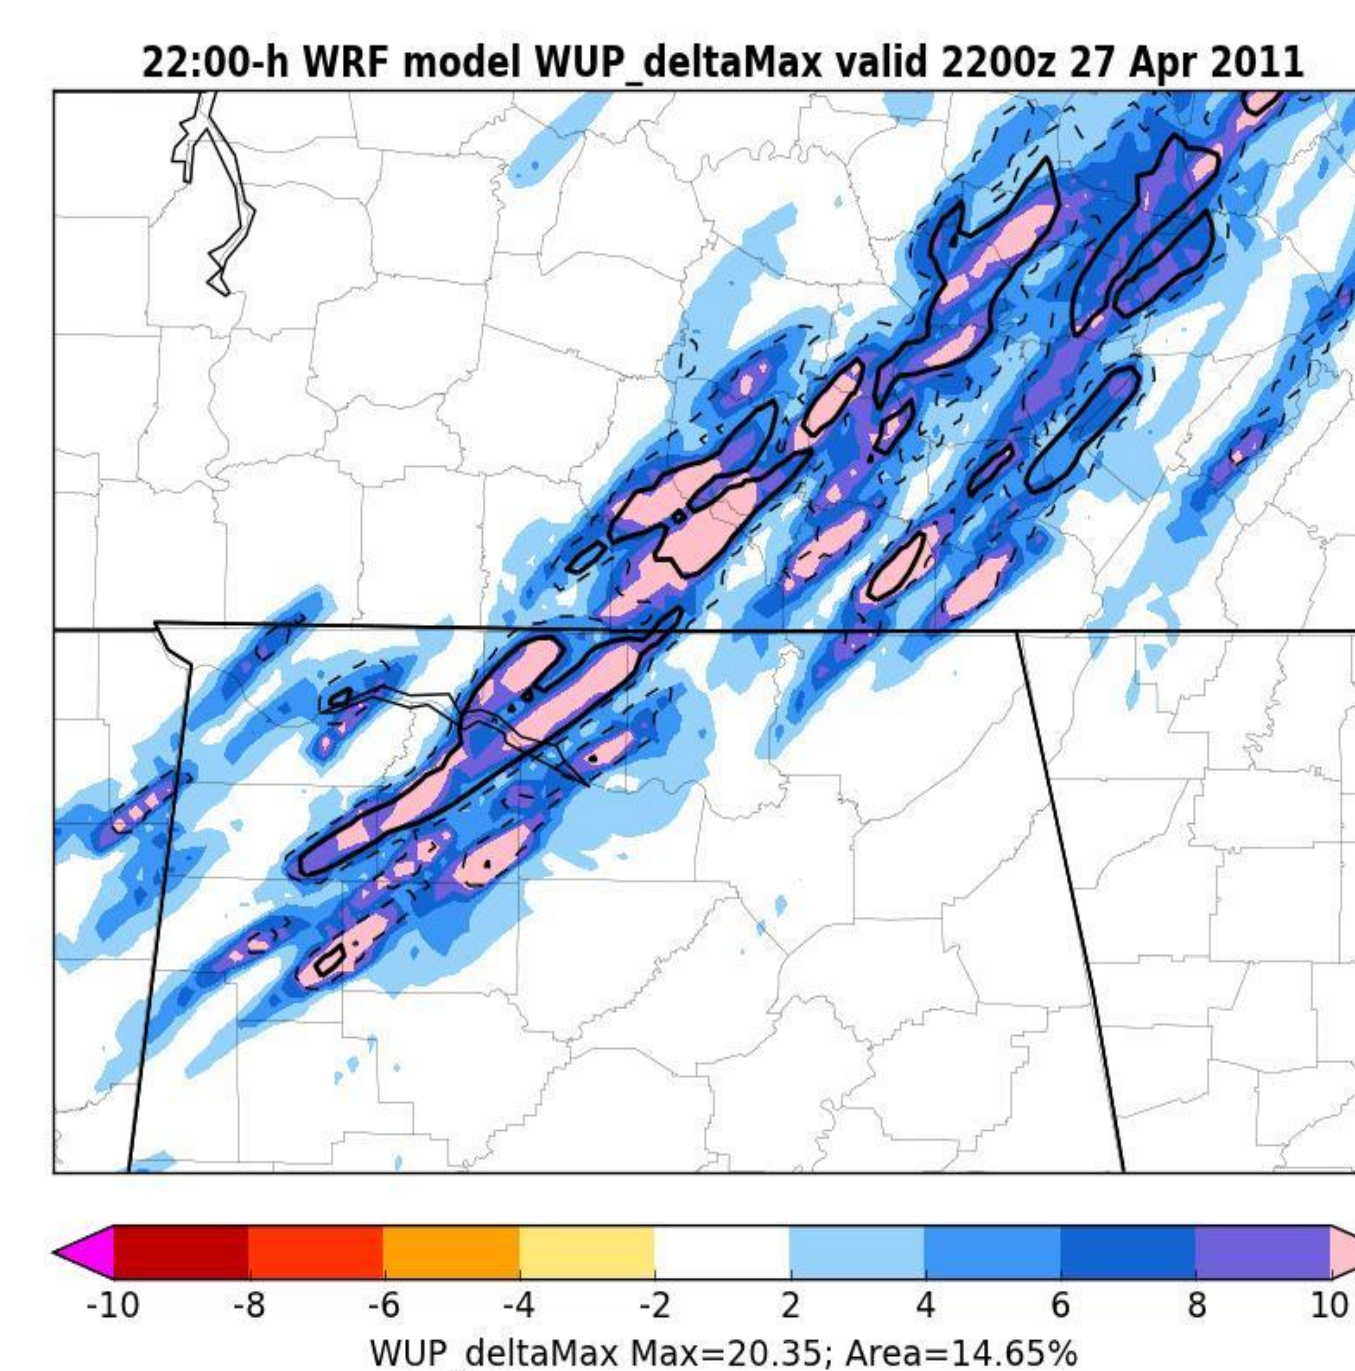 22:00-h WRF model WUP_deltaMax valid 2200z 27 Apr 2011
-10 -8 -6 -4 -2 2 4 6 8 10
WUP_deltaMax Max=20.35; Area=14.65%